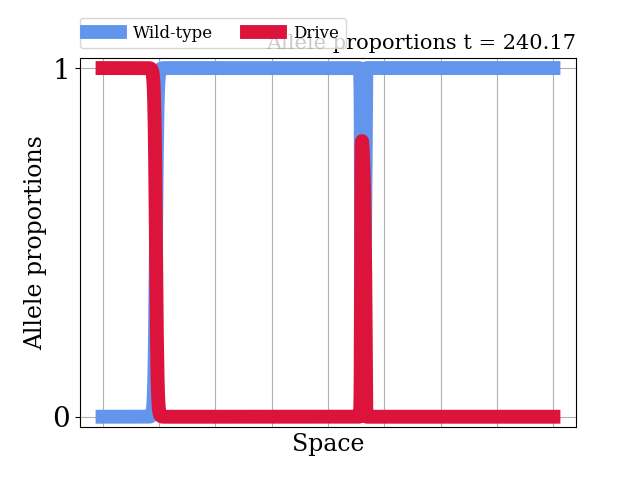 Wild-type Drive
Allele proportions t = 240.17
1
Allele proportions
0
Space